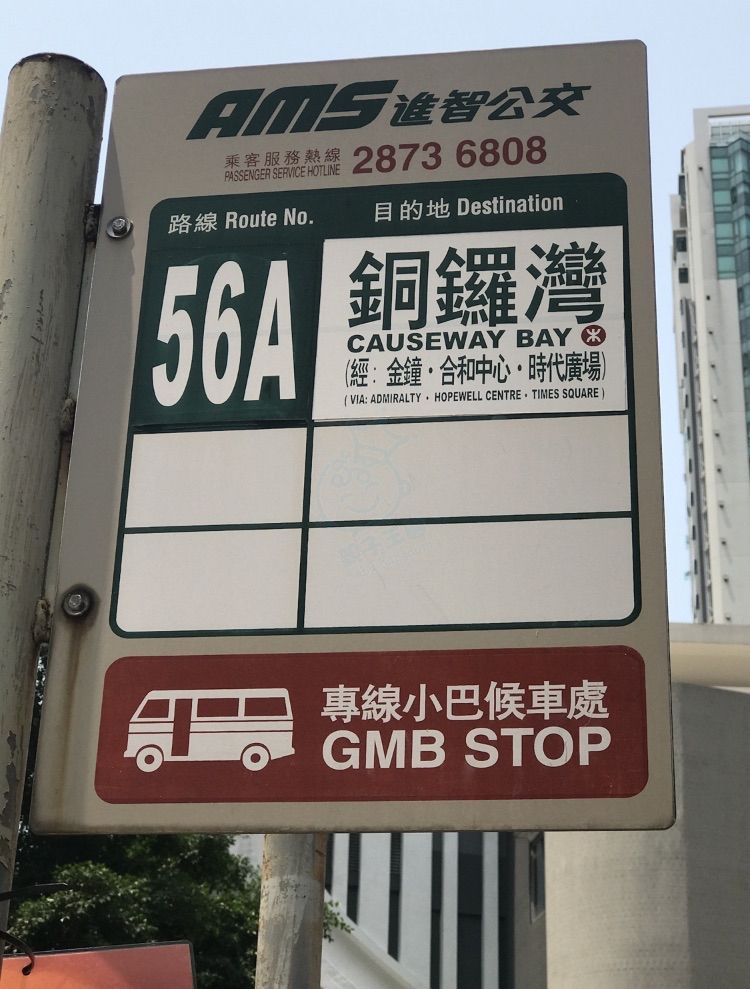 AMS 進智公交
乘客服務熱線 2873 6808
PASSENGER SERVICE HOTLINE
路線 Route No. 目的地 Destination
56A
銅鑼灣
CAUSEWAY BAY
(經: 金鐘・合和中心・時代廣場)
(VIA: ADMIRALTY・HOPEWELL CENTRE・TIMES SQUARE)
專線小巴候車處
GMB STOP